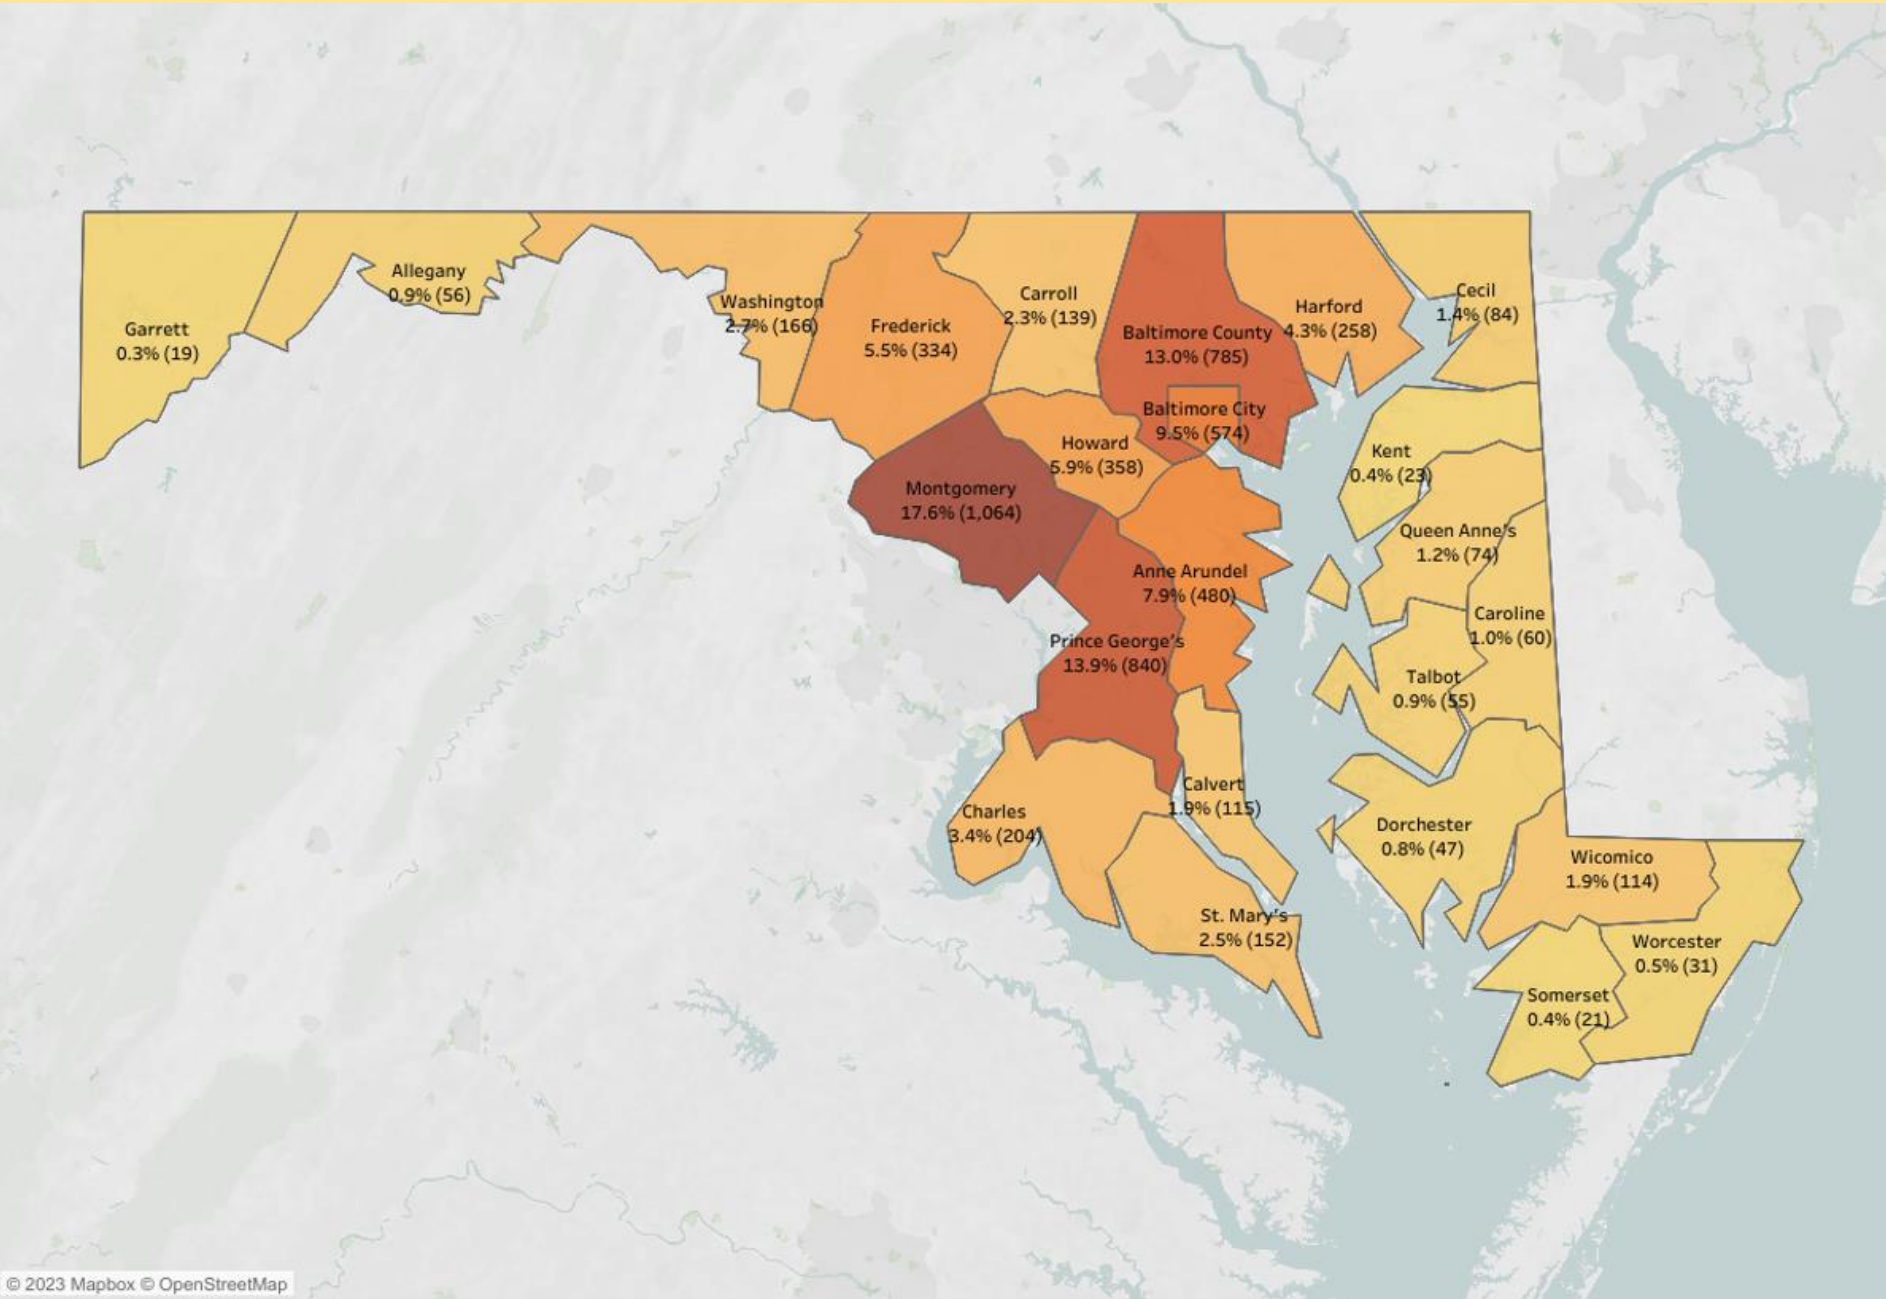 Garrett
0.3% (19)
Allegany
0.9% (56)
Washington
2.7% (166)
Frederick
5.5% (334)
Carroll
2.3% (139)
Baltimore County
13.0% (785)
Harford
4.3% (258)
Cecil
1.4% (84)
Baltimore City
9.5% (574)
Howard
5.9% (358)
Kent
0.4% (23)
Montgomery
17.6% (1,064)
Queen Anne's
1.2% (74)
Anne Arundel
7.9% (480)
Caroline
1.0% (60)
Prince George's
13.9% (840)
Talbot
0.9% (55)
Charles
3.4% (204)
Calvert
1.9% (115)
Dorchester
0.8% (47)
Wicomico
1.9% (114)
St. Mary's
2.5% (152)
Worcester
0.5% (31)
Somerset
0.4% (21)
© 2023 Mapbox © OpenStreetMap